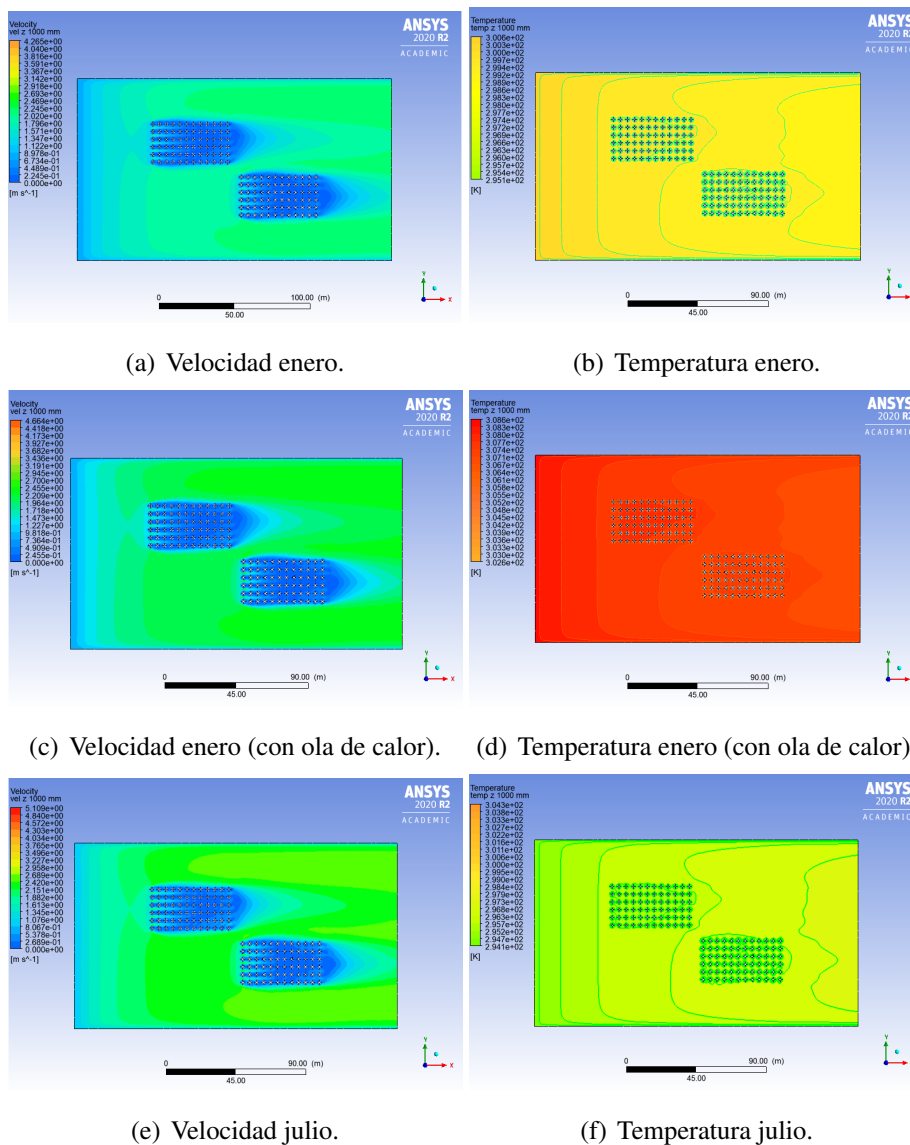 Velocity
vel z 1000 mm
4.265e+00
4.040e+00
3.816e+00
3.591e+00
3.367e+00
3.142e+00
2.918e+00
2.693e+00
2.469e+00
2.245e+00
2.020e+00
1.796e+00
1.571e+00
1.347e+00
1.122e+00
8.978e-01
6.734e-01
4.489e-01
2.245e-01
0.000e+00
[m s^-1]
ANSYS
2020 R2
ACADEMIC
0
100.00 (m)
50.00
Y
X
Temperature
temp z 1000 mm
3.006e+02
3.003e+02
3.000e+02
2.997e+02
2.994e+02
2.992e+02
2.989e+02
2.986e+02
2.983e+02
2.980e+02
2.977e+02
2.974e+02
2.972e+02
2.969e+02
2.966e+02
2.963e+02
2.960e+02
2.957e+02
2.954e+02
2.951e+02
[K]
ANSYS
2020 R2
ACADEMIC
0
90.00 (m)
45.00
Y
X
(a) Velocidad enero.
(b) Temperatura enero.
Velocity
vel z 1000 mm
4.664e+00
4.418e+00
4.173e+00
3.927e+00
3.682e+00
3.436e+00
3.191e+00
2.945e+00
2.700e+00
2.455e+00
2.209e+00
1.964e+00
1.718e+00
1.473e+00
1.227e+00
9.818e-01
7.364e-01
4.909e-01
2.455e-01
0.000e+00
[m s^-1]
ANSYS
2020 R2
ACADEMIC
0
90.00 (m)
45.00
Y
X
Temperature
temp z 1000 mm
3.086e+02
3.083e+02
3.080e+02
3.077e+02
3.074e+02
3.071e+02
3.067e+02
3.064e+02
3.061e+02
3.058e+02
3.055e+02
3.052e+02
3.048e+02
3.045e+02
3.042e+02
3.039e+02
3.036e+02
3.033e+02
3.030e+02
3.026e+02
[K]
ANSYS
2020 R2
ACADEMIC
0
90.00 (m)
45.00
Y
X
(c) Velocidad enero (con ola de calor).
(d) Temperatura enero (con ola de calor)
Velocity
vel z 1000 mm
5.109e+00
4.840e+00
4.572e+00
4.303e+00
4.034e+00
3.765e+00
3.496e+00
3.227e+00
2.958e+00
2.689e+00
2.420e+00
2.151e+00
1.882e+00
1.613e+00
1.345e+00
1.076e+00
8.067e-01
5.378e-01
2.689e-01
0.000e+00
[m s^-1]
ANSYS
2020 R2
ACADEMIC
0
90.00 (m)
45.00
Y
X
Temperature
temp z 1000 mm
3.043e+02
3.038e+02
3.033e+02
3.027e+02
3.022e+02
3.016e+02
3.011e+02
3.006e+02
3.000e+02
2.995e+02
2.990e+02
2.984e+02
2.979e+02
2.973e+02
2.968e+02
2.963e+02
2.957e+02
2.952e+02
2.947e+02
2.941e+02
[K]
ANSYS
2020 R2
ACADEMIC
0
90.00 (m)
45.00
Y
X
(e) Velocidad julio.
(f) Temperatura julio.